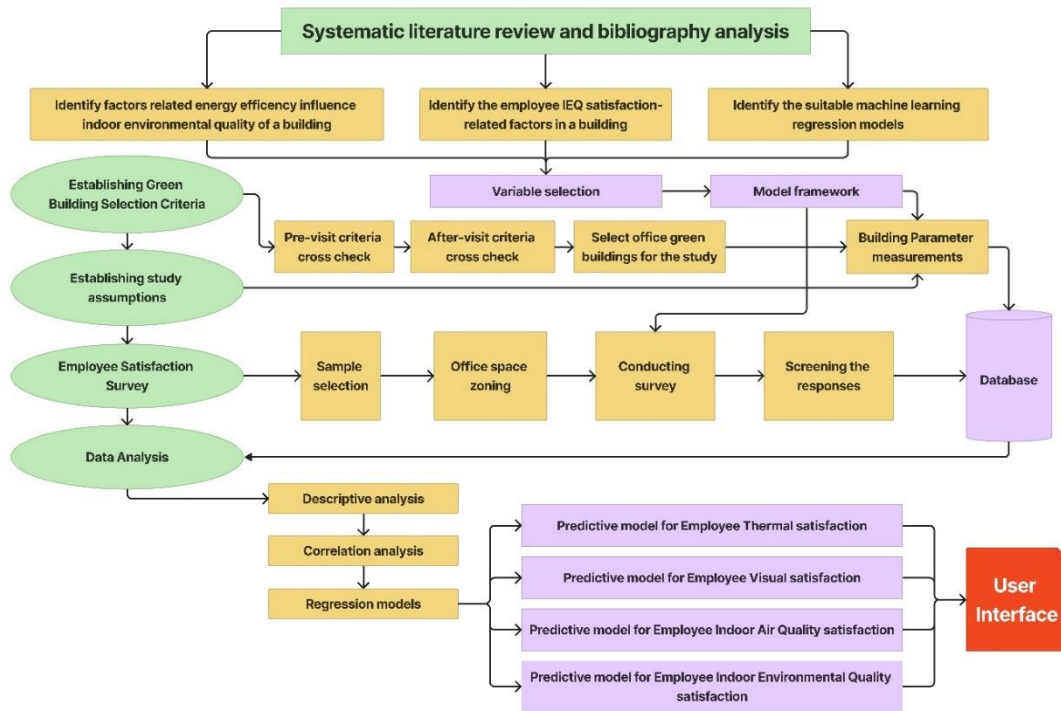 Systematic literature review and bibliography analysis
Identify factors related energy efficency influence
indoor environmental quality of a building
Identify the employee IEQ satisfaction-
related factors in a building
Identify the suitable machine learning
regression models
Establishing Green
Building Selection Criteria
Variable selection
Model framework
Pre-visit criteria
cross check
After-visit criteria
cross check
Select office green
buildings for the study
Building Parameter
measurements
Establishing study
assumptions
Employee Satisfaction
Survey
Sample
selection
Office space
zoning
Conducting
survey
Screening the
responses
Database
Data Analysis
Descriptive analysis
Correlation analysis
Regression models
Predictive model for Employee Thermal satisfaction
Predictive model for Employee Visual satisfaction
Predictive model for Employee Indoor Air Quality satisfaction
Predictive model for Employee Indoor Environmental Quality
satisfaction
User
Interface